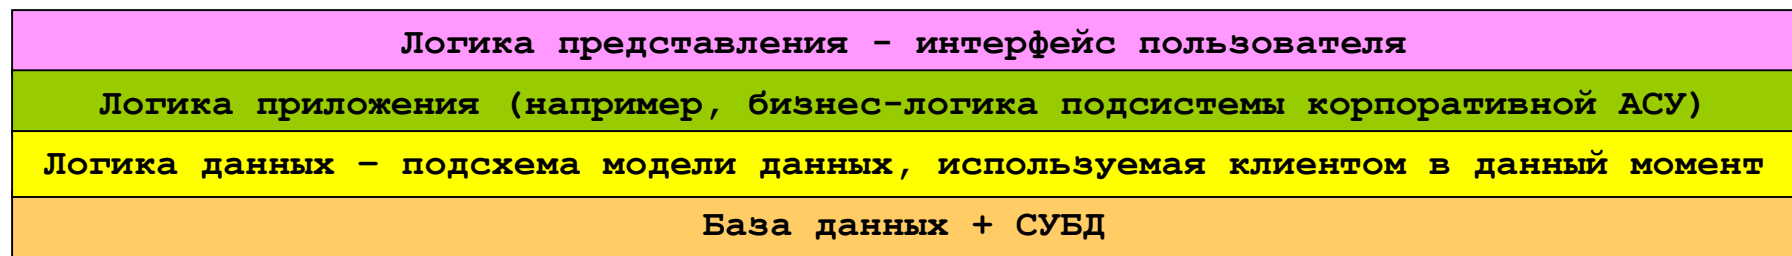 Логика представления - интерфейс пользователя
Логика приложения (например, бизнес-логика подсистемы корпоративной АСУ)
Логика данных – подсхема модели данных, используемая клиентом в данный момент
База данных + СУБД